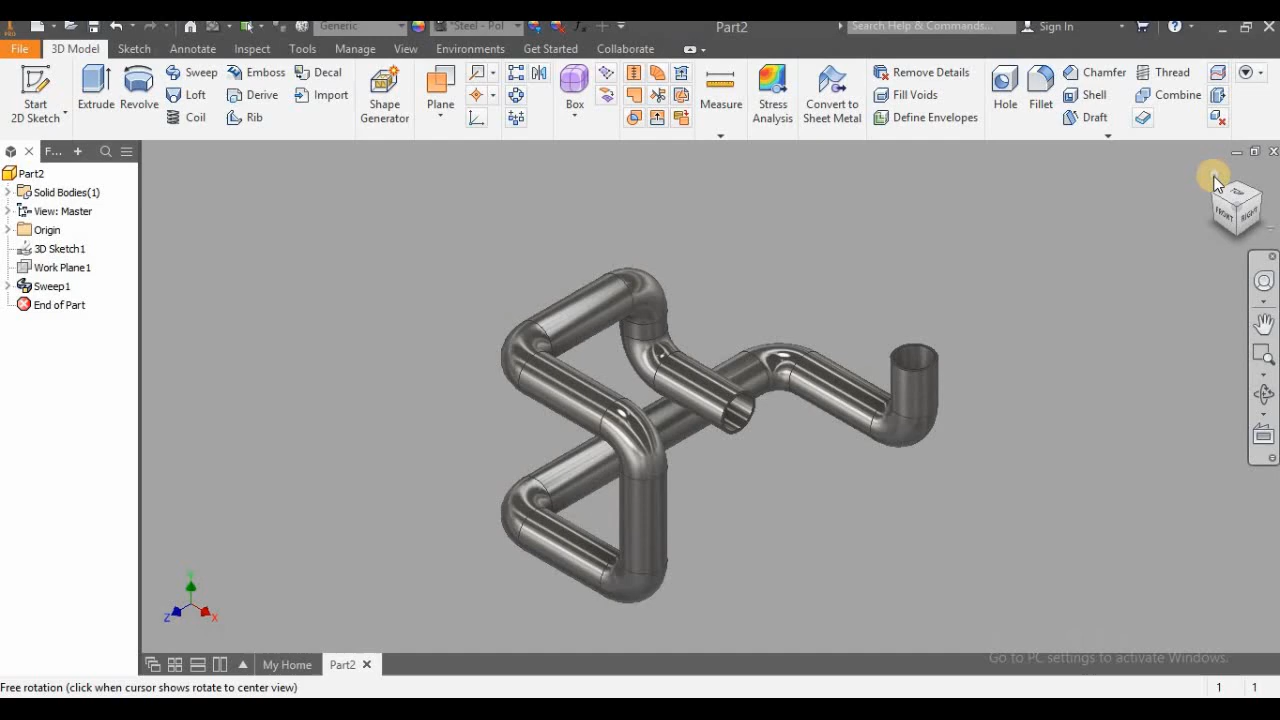 PRO
Generic
*Steel - Pol
Part2
Search Help & Commands...
Sign In
File
3D Model
Sketch
Annotate
Inspect
Tools
Manage
View
Environments
Get Started
Collaborate
Start
2D Sketch
Extrude
Revolve
Sweep
Loft
Coil
Emboss
Derive
Rib
Decal
Import
Shape
Generator
Plane
Box
Measure
Stress
Analysis
Convert to
Sheet Metal
Remove Details
Fill Voids
Define Envelopes
Hole
Fillet
Chamfer
Shell
Draft
Thread
Combine
F...
Part2
Solid Bodies(1)
View: Master
Origin
3D Sketch1
Work Plane1
Sweep1
End of Part
TOP
FRONT
RIGHT
Y
Z
X
Go to PC settings to activate Windows.
My Home
Part2
Free rotation (click when cursor shows rotate to center view)
1
1